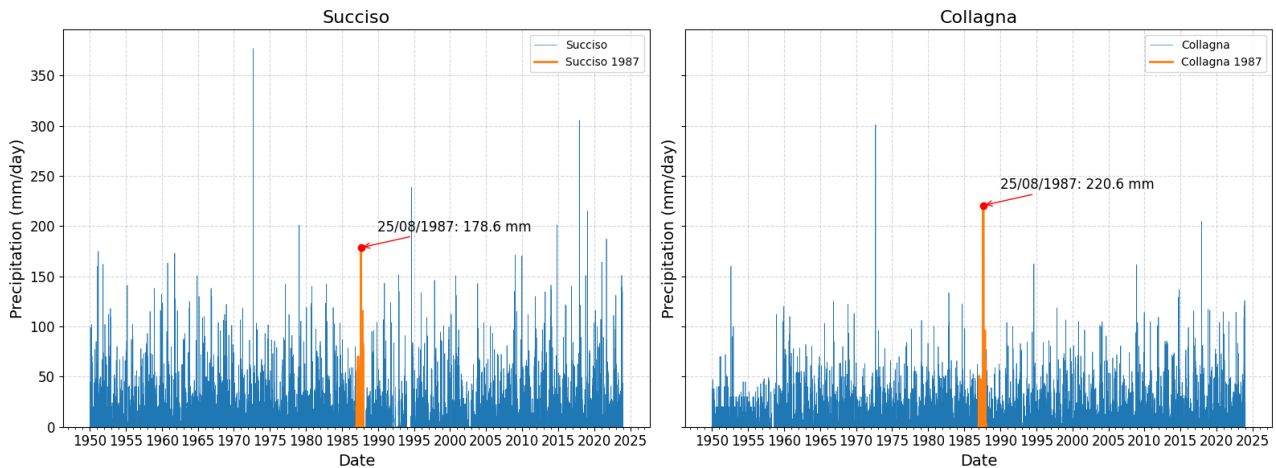 Succiso
Precipitation (mm/day)
350
300
250
200
150
100
50
0
Succiso
Succiso 1987
25/08/1987: 178.6 mm
1950 1955 1960 1965 1970 1975 1980 1985 1990 1995 2000 2005 2010 2015 2020 2025
Date
Collagna
Precipitation (mm/day)
Collagna
Collagna 1987
25/08/1987: 220.6 mm
1950 1955 1960 1965 1970 1975 1980 1985 1990 1995 2000 2005 2010 2015 2020 2025
Date